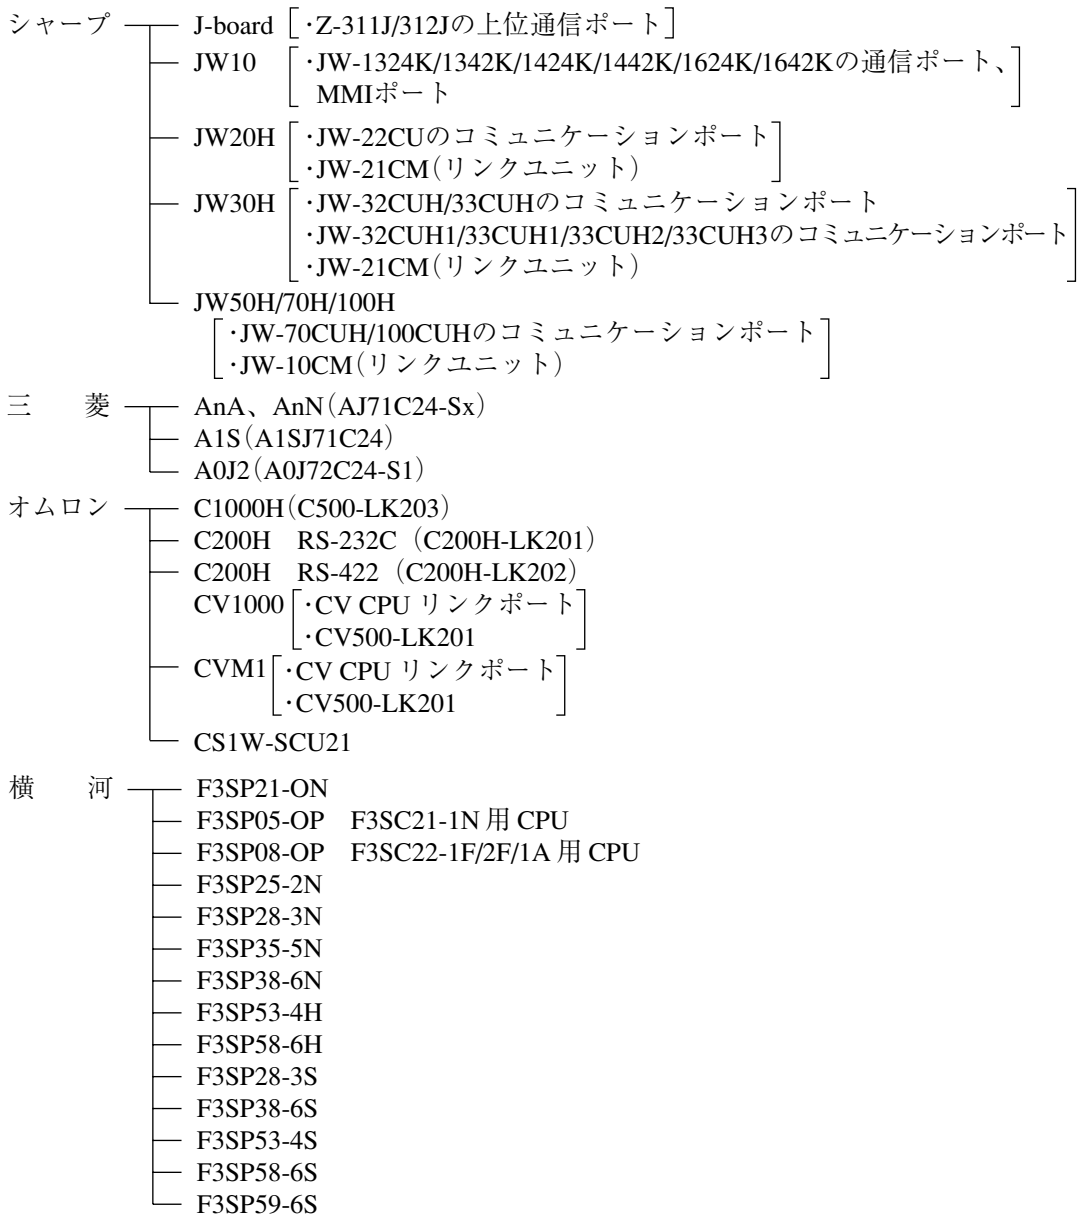 シャープ J-board ・Z-311J/312Jの上位通信ポート
JW10 ・JW-1324K/1342K/1424K/1442K/1624K/1642Kの通信ポート、
MMIポート
JW20H ・JW-22CUのコミュニケーションポート
・JW-21CM(リンクユニット)
JW30H ・JW-32CUH/33CUHのコミュニケーションポート
・JW-32CUH1/33CUH1/33CUH2/33CUH3のコミュニケーションポート
・JW-21CM(リンクユニット)
JW50H/70H/100H
・JW-70CUH/100CUHのコミュニケーションポート
・JW-10CM(リンクユニット)
三 菱 AnA、AnN(AJ71C24-Sx)
A1S(A1SJ71C24)
A0J2(A0J72C24-S1)
オムロン C1000H(C500-LK203)
C200H RS-232C (C200H-LK201)
C200H RS-422 (C200H-LK202)
CV1000 ・CV CPU リンクポート
・CV500-LK201
CVM1 ・CV CPU リンクポート
・CV500-LK201
CS1W-SCU21
横 河 F3SP21-ON
F3SP05-OP F3SC21-1N 用 CPU
F3SP08-OP F3SC22-1F/2F/1A 用 CPU
F3SP25-2N
F3SP28-3N
F3SP35-5N
F3SP38-6N
F3SP53-4H
F3SP58-6H
F3SP28-3S
F3SP38-6S
F3SP53-4S
F3SP58-6S
F3SP59-6S